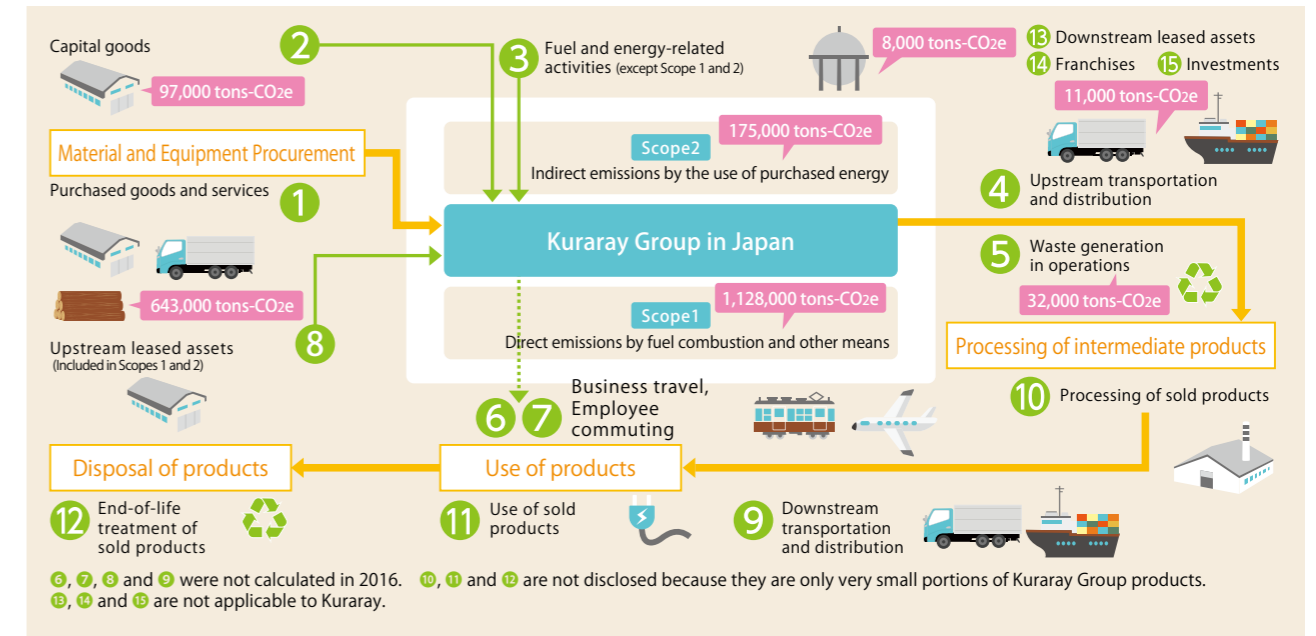 Capital goods
2
97,000 tons-CO2e
3
Fuel and energy-related
activities (except Scope 1 and 2)
8,000 tons-CO2e
13 Downstream leased assets
14 Franchises 15 Investments
11,000 tons-CO2e
Material and Equipment Procurement
Purchased goods and services
1
643,000 tons-CO2e
Upstream leased assets
(Included in Scopes 1 and 2)
8
175,000 tons-CO2e
Scope2
Indirect emissions by the use of purchased energy
Kuraray Group in Japan
1,128,000 tons-CO2e
Scope1
Direct emissions by fuel combustion and other means
4
Upstream transportation
and distribution
5
Waste generation
in operations
32,000 tons-CO2e
Processing of intermediate products
10 Processing of sold products
6 7
Business travel,
Employee
commuting
Disposal of products
Use of products
12
End-of-life
treatment of
sold products
11
Use of sold
products
9
Downstream
transportation
and distribution
6, 7, 8 and 9 were not calculated in 2016. 10, 11 and 12 are not disclosed because they are only very small portions of Kuraray Group products.
13, 14 and 15 are not applicable to Kuraray.